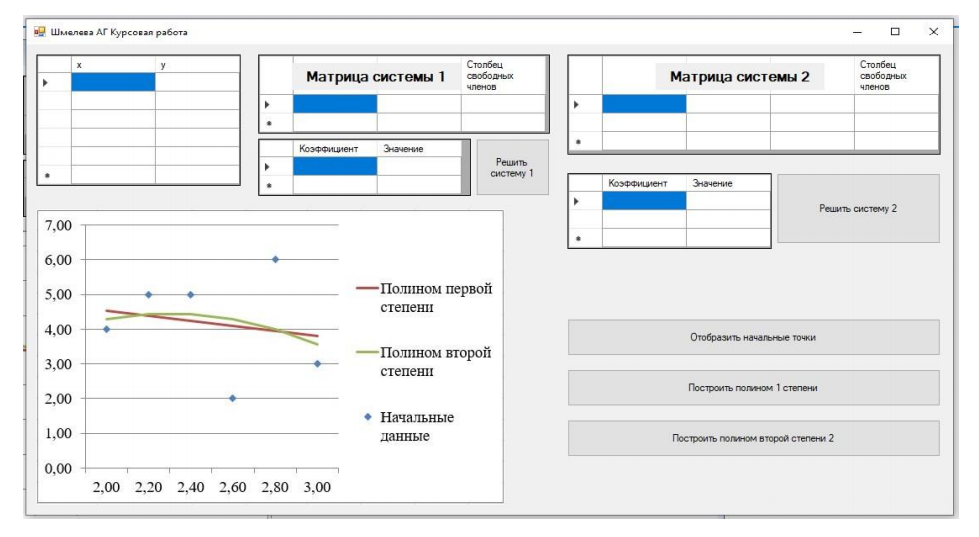 Шмелева АГ Курсовая работа
x y
Матрица системы 1
Столбец
свободных
членов
Коэффициент Значение
Решить
систему 1
Матрица системы 2
Столбец
свободных
членов
Коэффициент Значение
Решить систему 2
7,00
6,00
5,00
4,00
3,00
2,00
1,00
0,00
2,00 2,20 2,40 2,60 2,80 3,00
Полином первой
степени
Полином второй
степени
Начальные
данные
Отобразить начальные точки
Построить полином 1 степени
Построить полином второй степени 2